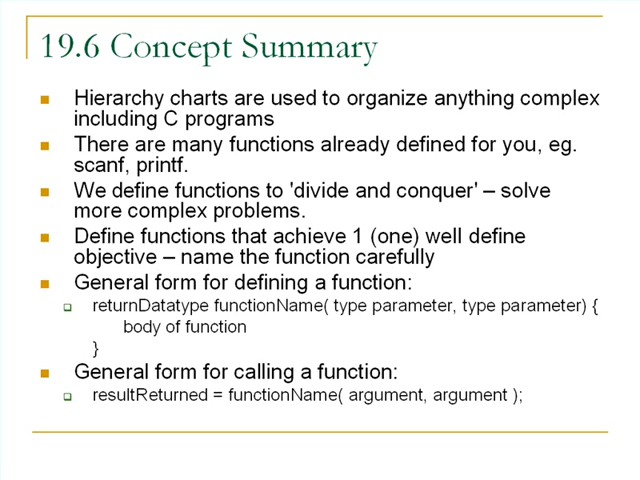 19.6 Concept Summary
Hierarchy charts are used to organize anything complex
including C programs
There are many functions already defined for you, eg.
scanf, printf.
We define functions to 'divide and conquer' – solve
more complex problems.
Define functions that achieve 1 (one) well define
objective – name the function carefully
General form for defining a function:
returnDatatype functionName( type parameter, type parameter) {
body of function
}
General form for calling a function:
resultReturned = functionName( argument, argument );